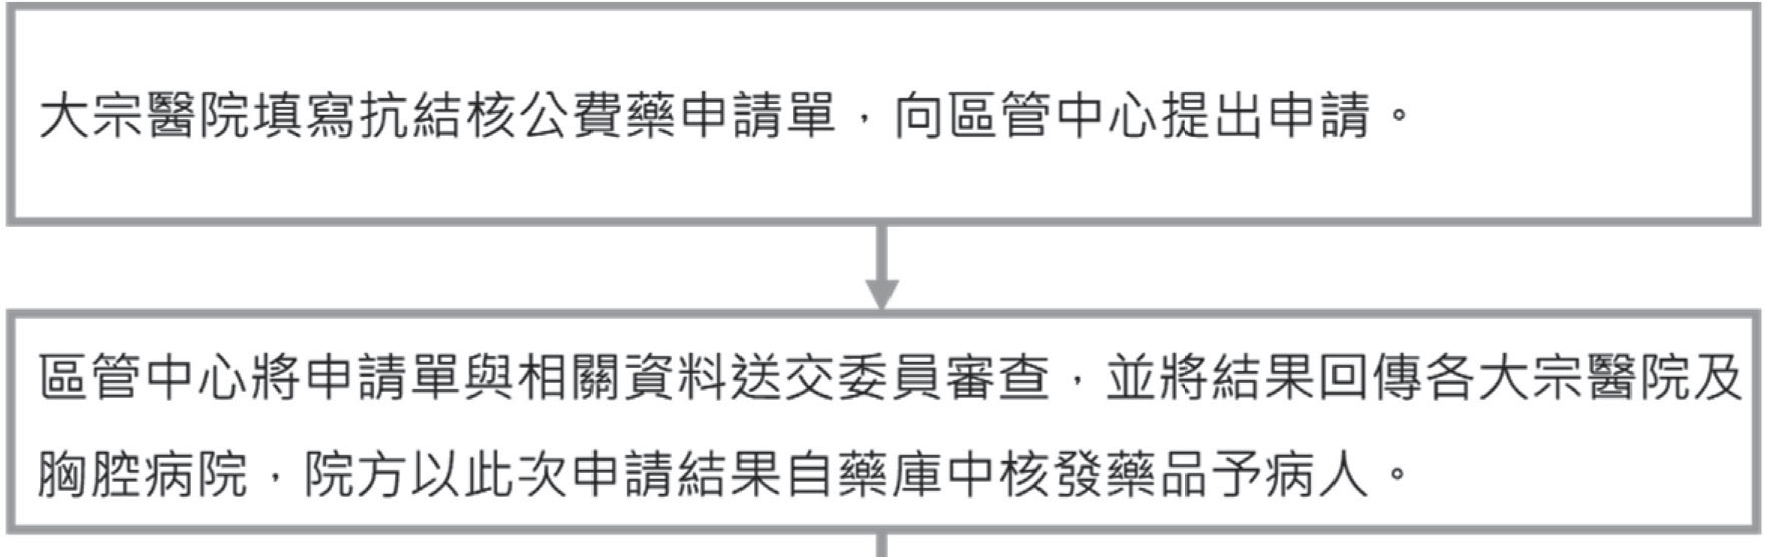 大宗醫院填寫抗結核公費藥申請單，向區管中心提出申請。
區管中心將申請單與相關資料送交委員審查，並將結果回傳各大宗醫院及
胸腔病院，院方以此次申請結果自藥庫中核發藥品予病人。